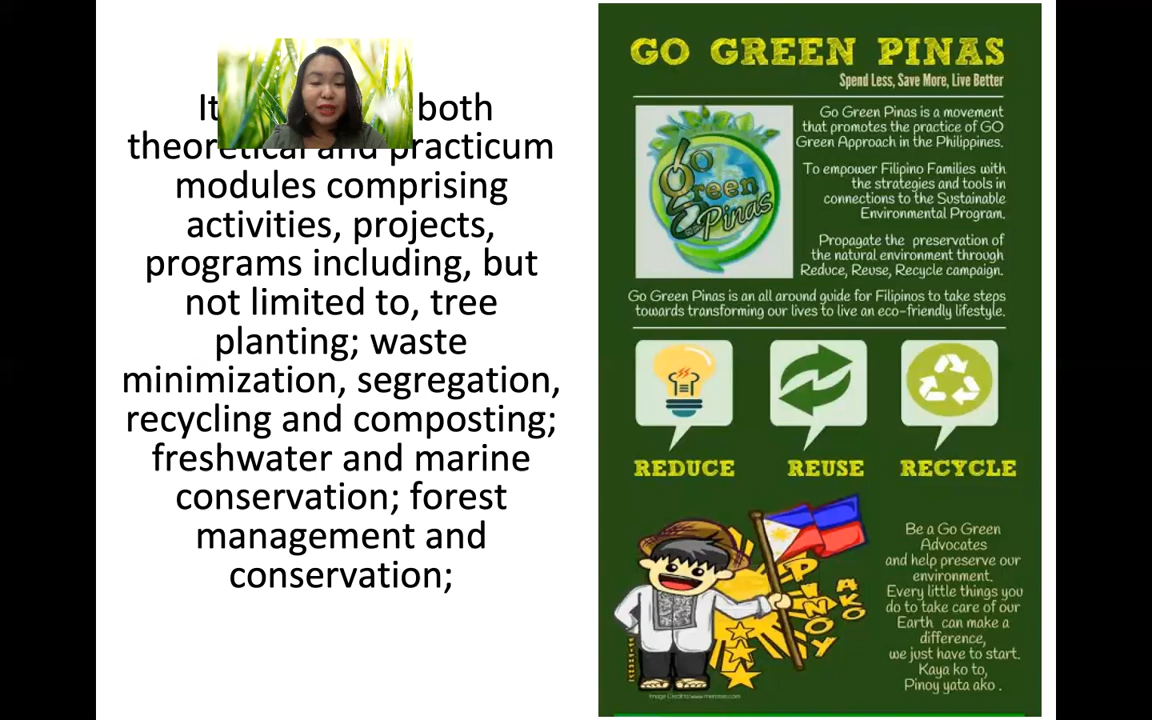 It both
theoretical and practicum
modules comprising
activities, projects,
programs including, but
not limited to, tree
planting; waste
minimization, segregation,
recycling and composting;
freshwater and marine
conservation; forest
management and
conservation;
GO GREEN PINAS
Spend Less, Save More, Live Better
Go Green Pinas
Go Green Pinas is a movement
that promotes the practice of GO
Green Approach in the Philippines.
To empower Filipino Families with
the strategies and tools in
connections to the Sustainable
Environmental Program.
Propagate the preservation of
the natural environment through
Reduce, Reuse, Recycle campaign.
Go Green Pinas is an all around guide for Filipinos to take steps
towards transforming our lives to live an eco-friendly lifestyle.
REDUCE
REUSE
RECYCLE
PINOY
AKO
Be a Go Green
Advocates
and help preserve our
environment.
Every little things you
do to take care of our
Earth can make a
difference,
we just have to start.
Kaya ko to,
Pinoy yata ako .